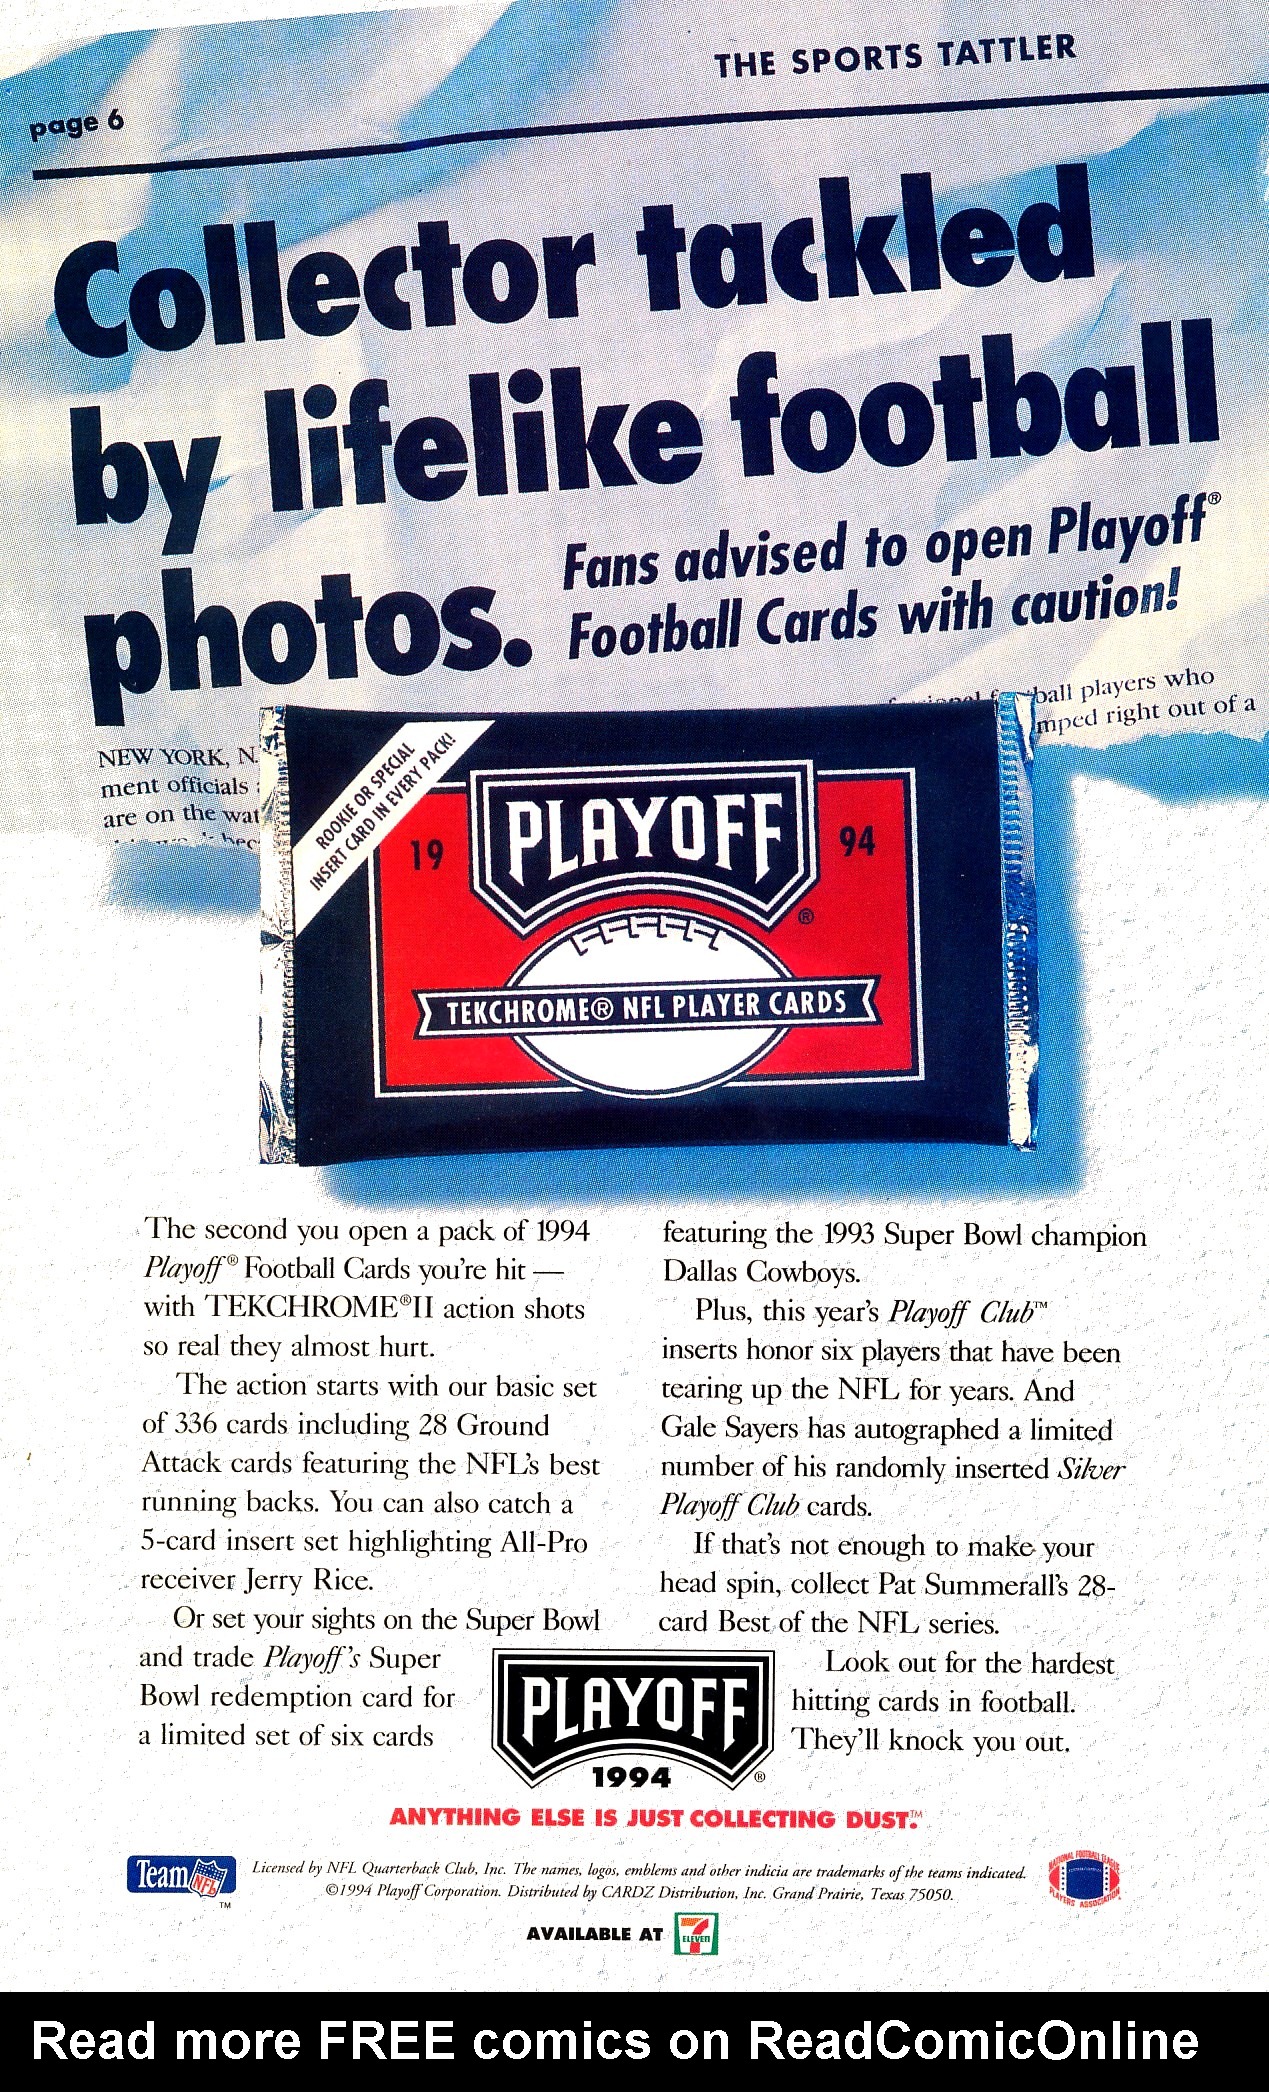 THE SPORTS TATTLER
page 6
Collector tackled
by lifelike football
photos.
Fans advised to open Playoff®
Football Cards with caution!
NEW YORK, N.
ment officials
are on the wat
ball players who
mped right out of a
ROOKIE OR SPECIAL
INSERT CARD IN EVERY PACK!
19 PLAYOFF 94
®
TEKCHROME® NFL PLAYER CARDS
The second you open a pack of 1994
Playoff® Football Cards you're hit —
with TEKCHROME®II action shots
so real they almost hurt.
The action starts with our basic set
of 336 cards including 28 Ground
Attack cards featuring the NFL's best
running backs. You can also catch a
5-card insert set highlighting All-Pro
receiver Jerry Rice.
Or set your sights on the Super Bowl
and trade Playoff's Super
Bowl redemption card for
a limited set of six cards
featuring the 1993 Super Bowl champion
Dallas Cowboys.
Plus, this year's Playoff Club™
inserts honor six players that have been
tearing up the NFL for years. And
Gale Sayers has autographed a limited
number of his randomly inserted Silver
Playoff Club cards.
If that's not enough to make your
head spin, collect Pat Summerall's 28-
card Best of the NFL series.
Look out for the hardest
hitting cards in football.
They'll knock you out.
PLAYOFF
1994 ®
ANYTHING ELSE IS JUST COLLECTING DUST.™
Team NFL ™
Licensed by NFL Quarterback Club, Inc. The names, logos, emblems and other indicia are trademarks of the teams indicated.
©1994 Playoff Corporation. Distributed by CARDZ Distribution, Inc. Grand Prairie, Texas 75050.
NATIONAL FOOTBALL LEAGUE
PLAYERS ASSOCIATION
AVAILABLE AT 7 ELEVEN
Read more FREE comics on ReadComicOnline